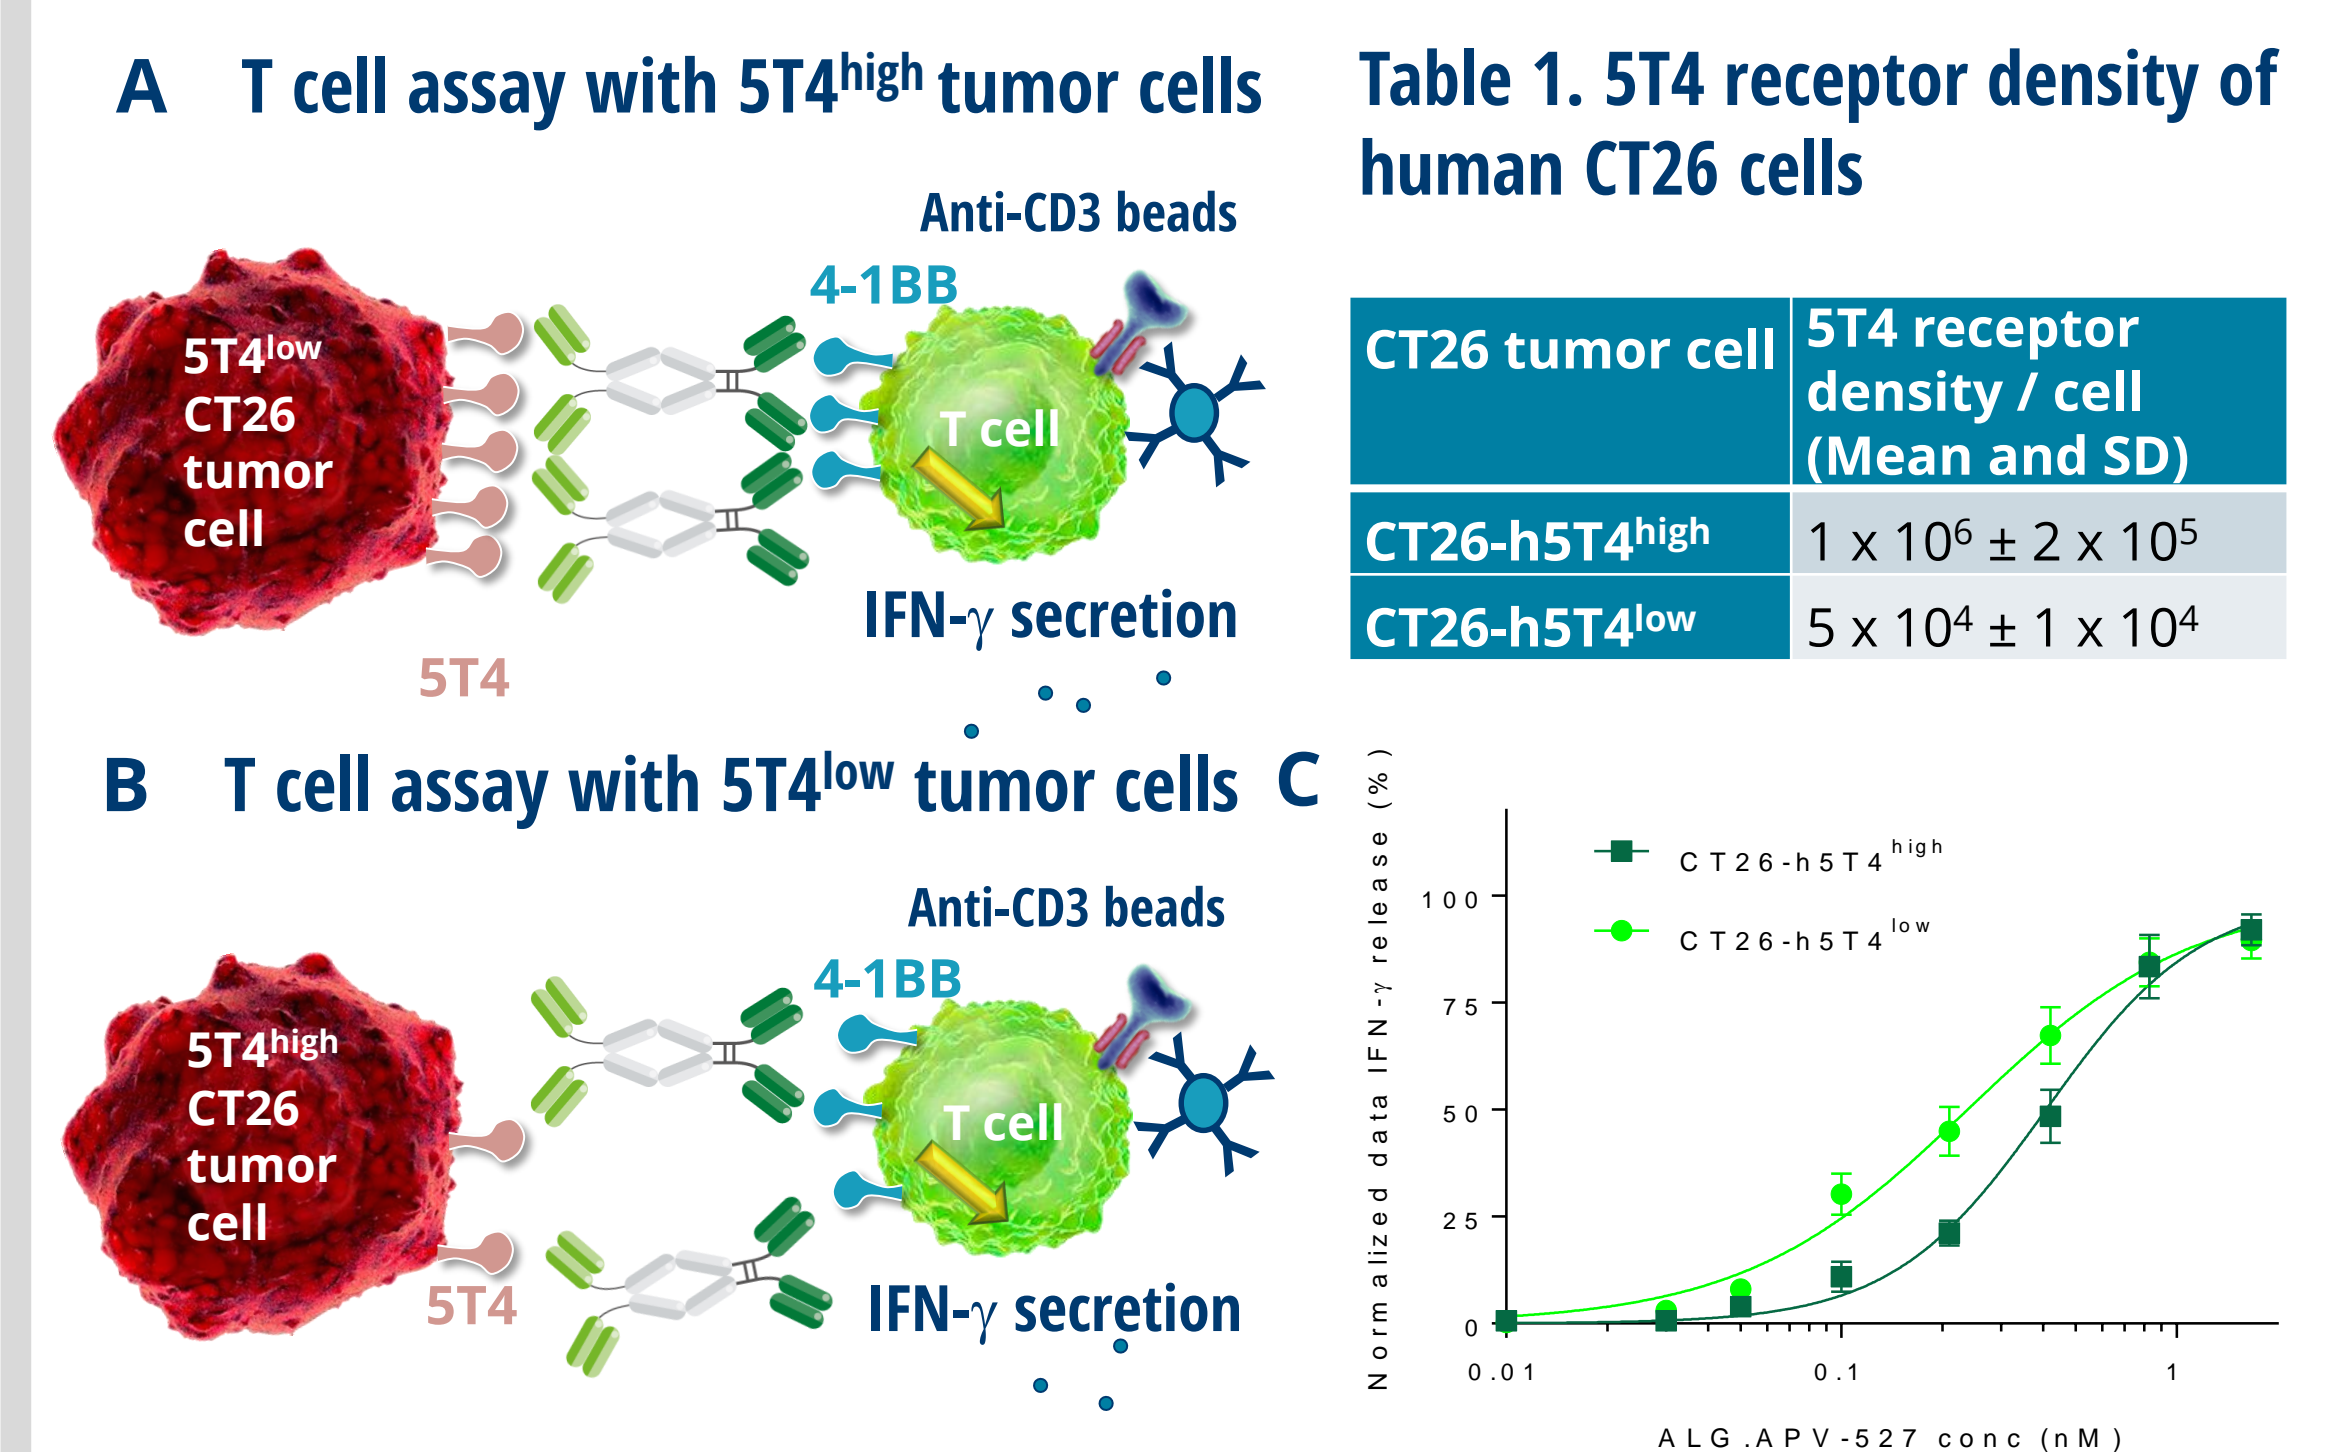 A T cell assay with 5T4high tumor cells
Anti-CD3 beads
4-1BB
5T4low
CT26
tumor
cell
T cell
IFN-γ secretion
5T4
Table 1. 5T4 receptor density of
human CT26 cells
CT26 tumor cell
5T4 receptor
density / cell
(Mean and SD)
CT26-h5T4high 1 x 10⁶ ± 2 x 10⁵
CT26-h5T4low 5 x 10⁴ ± 1 x 10⁴
B T cell assay with 5T4low tumor cells
Anti-CD3 beads
4-1BB
5T4high
CT26
tumor
cell
T cell
5T4
IFN-γ secretion
C
Normalized data IFN-γ release (%)
CT26-h5T4high
CT26-h5T4low
100
75
50
25
0
0.01 0.1 1
ALG.APV-527 conc (nM)